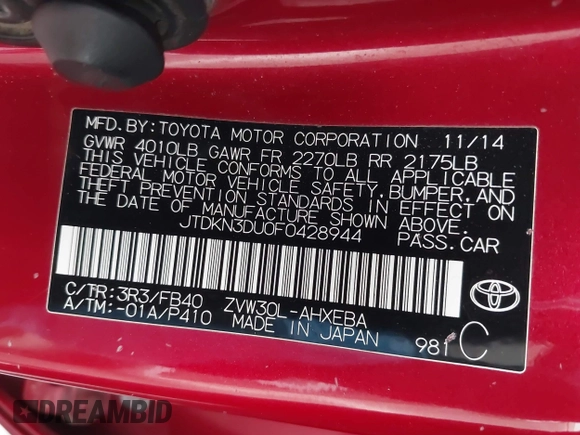 MFD. BY: TOYOTA MOTOR CORPORATION 11/14
GVWR 4010LB GAWR FR 2270LB RR 2175LB
THIS VEHICLE CONFORMS TO ALL APPLICABLE
FEDERAL MOTOR VEHICLE SAFETY, BUMPER, AND
THEFT PREVENTION STANDARDS IN EFFECT ON
THE DATE OF MANUFACTURE SHOWN ABOVE.
JTDKN3DU0F0428944 PASS. CAR
C/TR: 3R3/FB40 ZVW30L-AHXEBA
A/TM: -01A/P410 MADE IN JAPAN 981 C
TOYOTA
DREAMBID